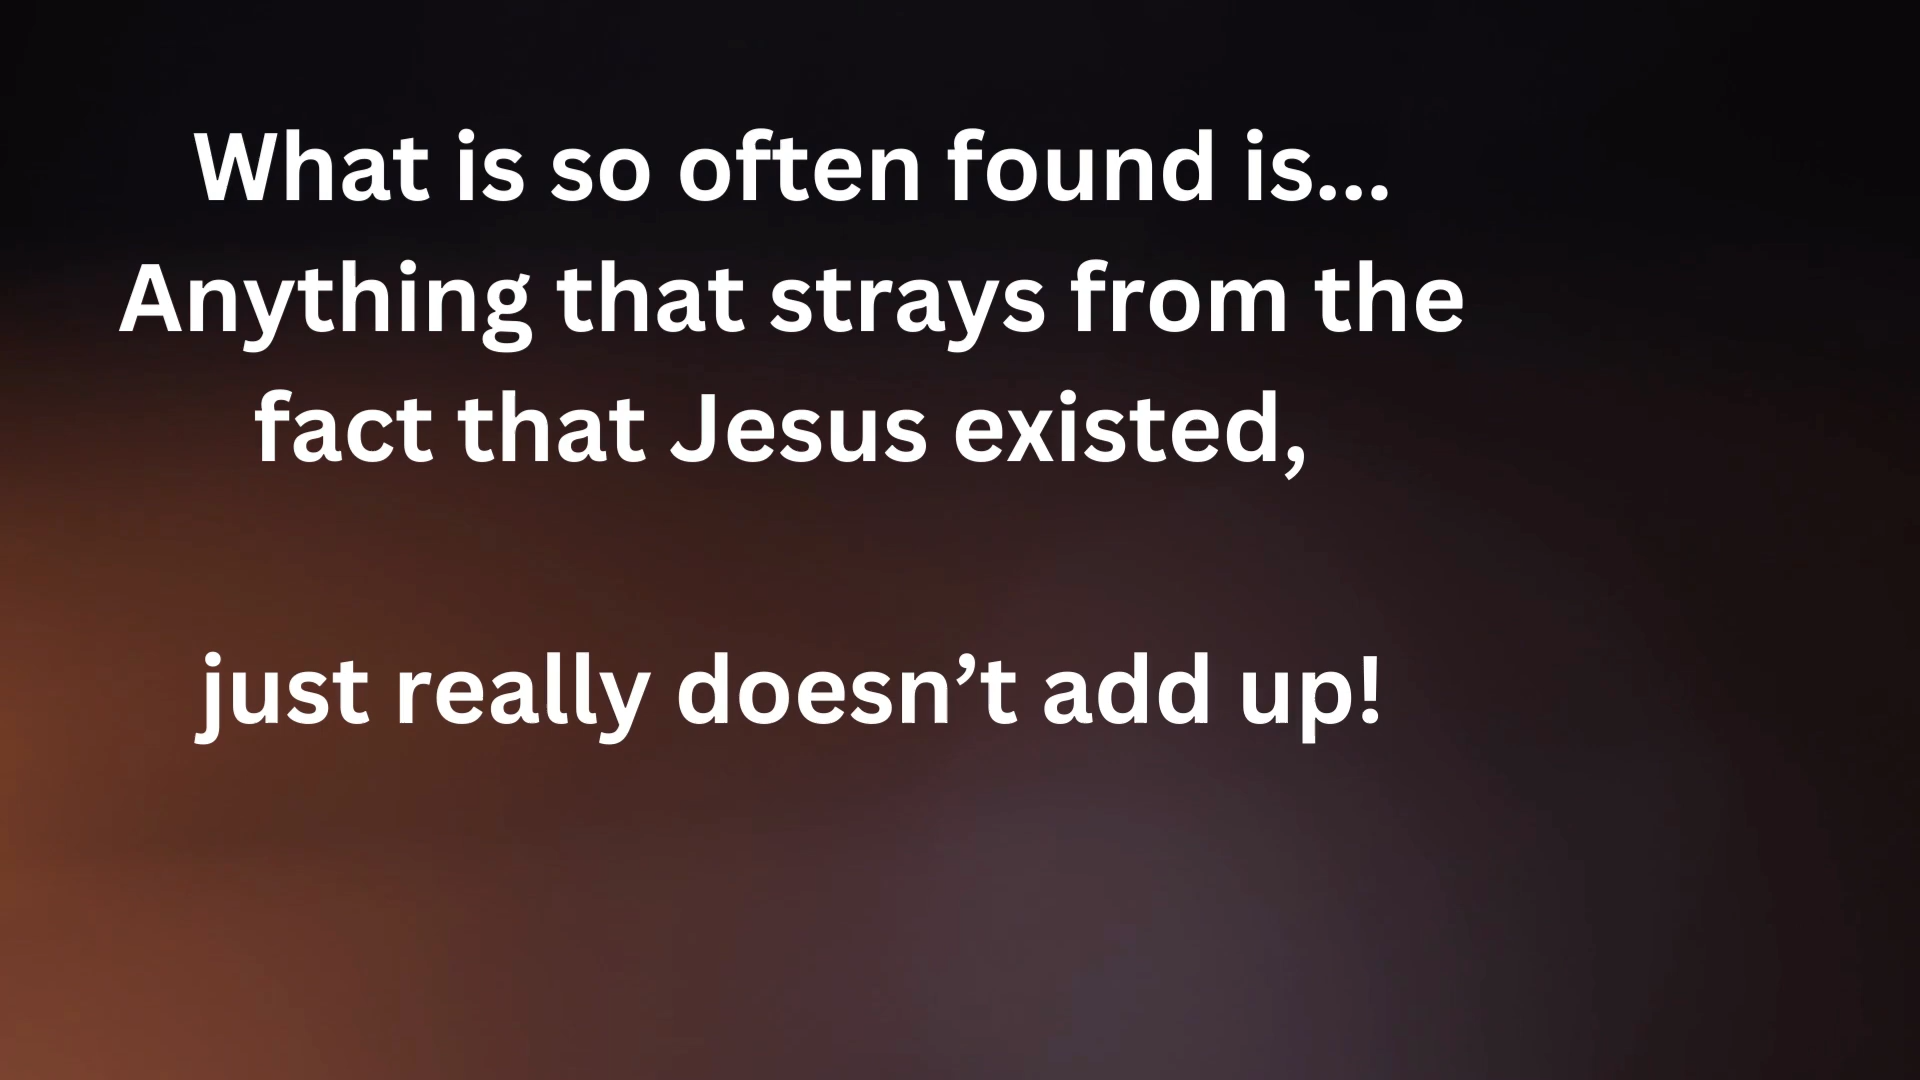 What is so often found is...
Anything that strays from the
fact that Jesus existed,
just really doesn’t add up!